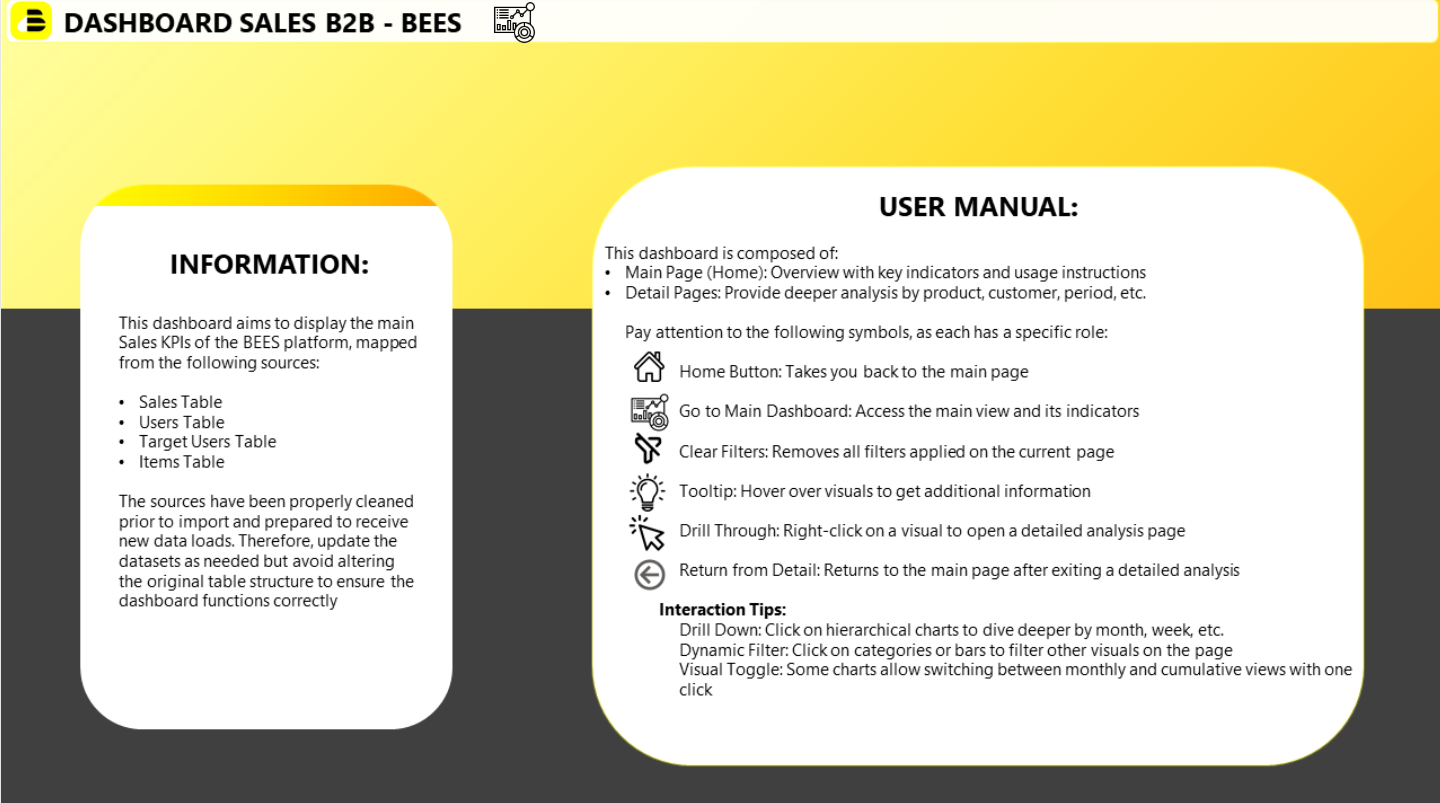 DASHBOARD SALES B2B - BEES
INFORMATION:
This dashboard aims to display the main
Sales KPIs of the BEES platform, mapped
from the following sources:
• Sales Table
• Users Table
• Target Users Table
• Items Table
The sources have been properly cleaned
prior to import and prepared to receive
new data loads. Therefore, update the
datasets as needed but avoid altering
the original table structure to ensure the
dashboard functions correctly
USER MANUAL:
This dashboard is composed of:
• Main Page (Home): Overview with key indicators and usage instructions
• Detail Pages: Provide deeper analysis by product, customer, period, etc.
Pay attention to the following symbols, as each has a specific role:
Home Button: Takes you back to the main page
Go to Main Dashboard: Access the main view and its indicators
Clear Filters: Removes all filters applied on the current page
Tooltip: Hover over visuals to get additional information
Drill Through: Right-click on a visual to open a detailed analysis page
Return from Detail: Returns to the main page after exiting a detailed analysis
Interaction Tips:
Drill Down: Click on hierarchical charts to dive deeper by month, week, etc.
Dynamic Filter: Click on categories or bars to filter other visuals on the page
Visual Toggle: Some charts allow switching between monthly and cumulative views with one
click